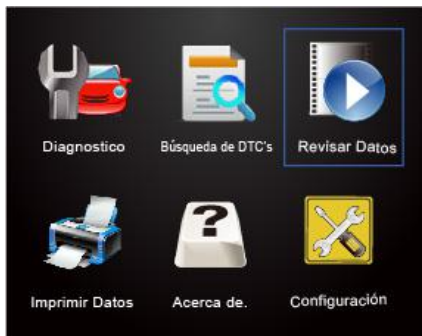 Diagnostico
Búsqueda de DTC's
Revisar Datos
Imprimir Datos
Acerca de.
Configuración